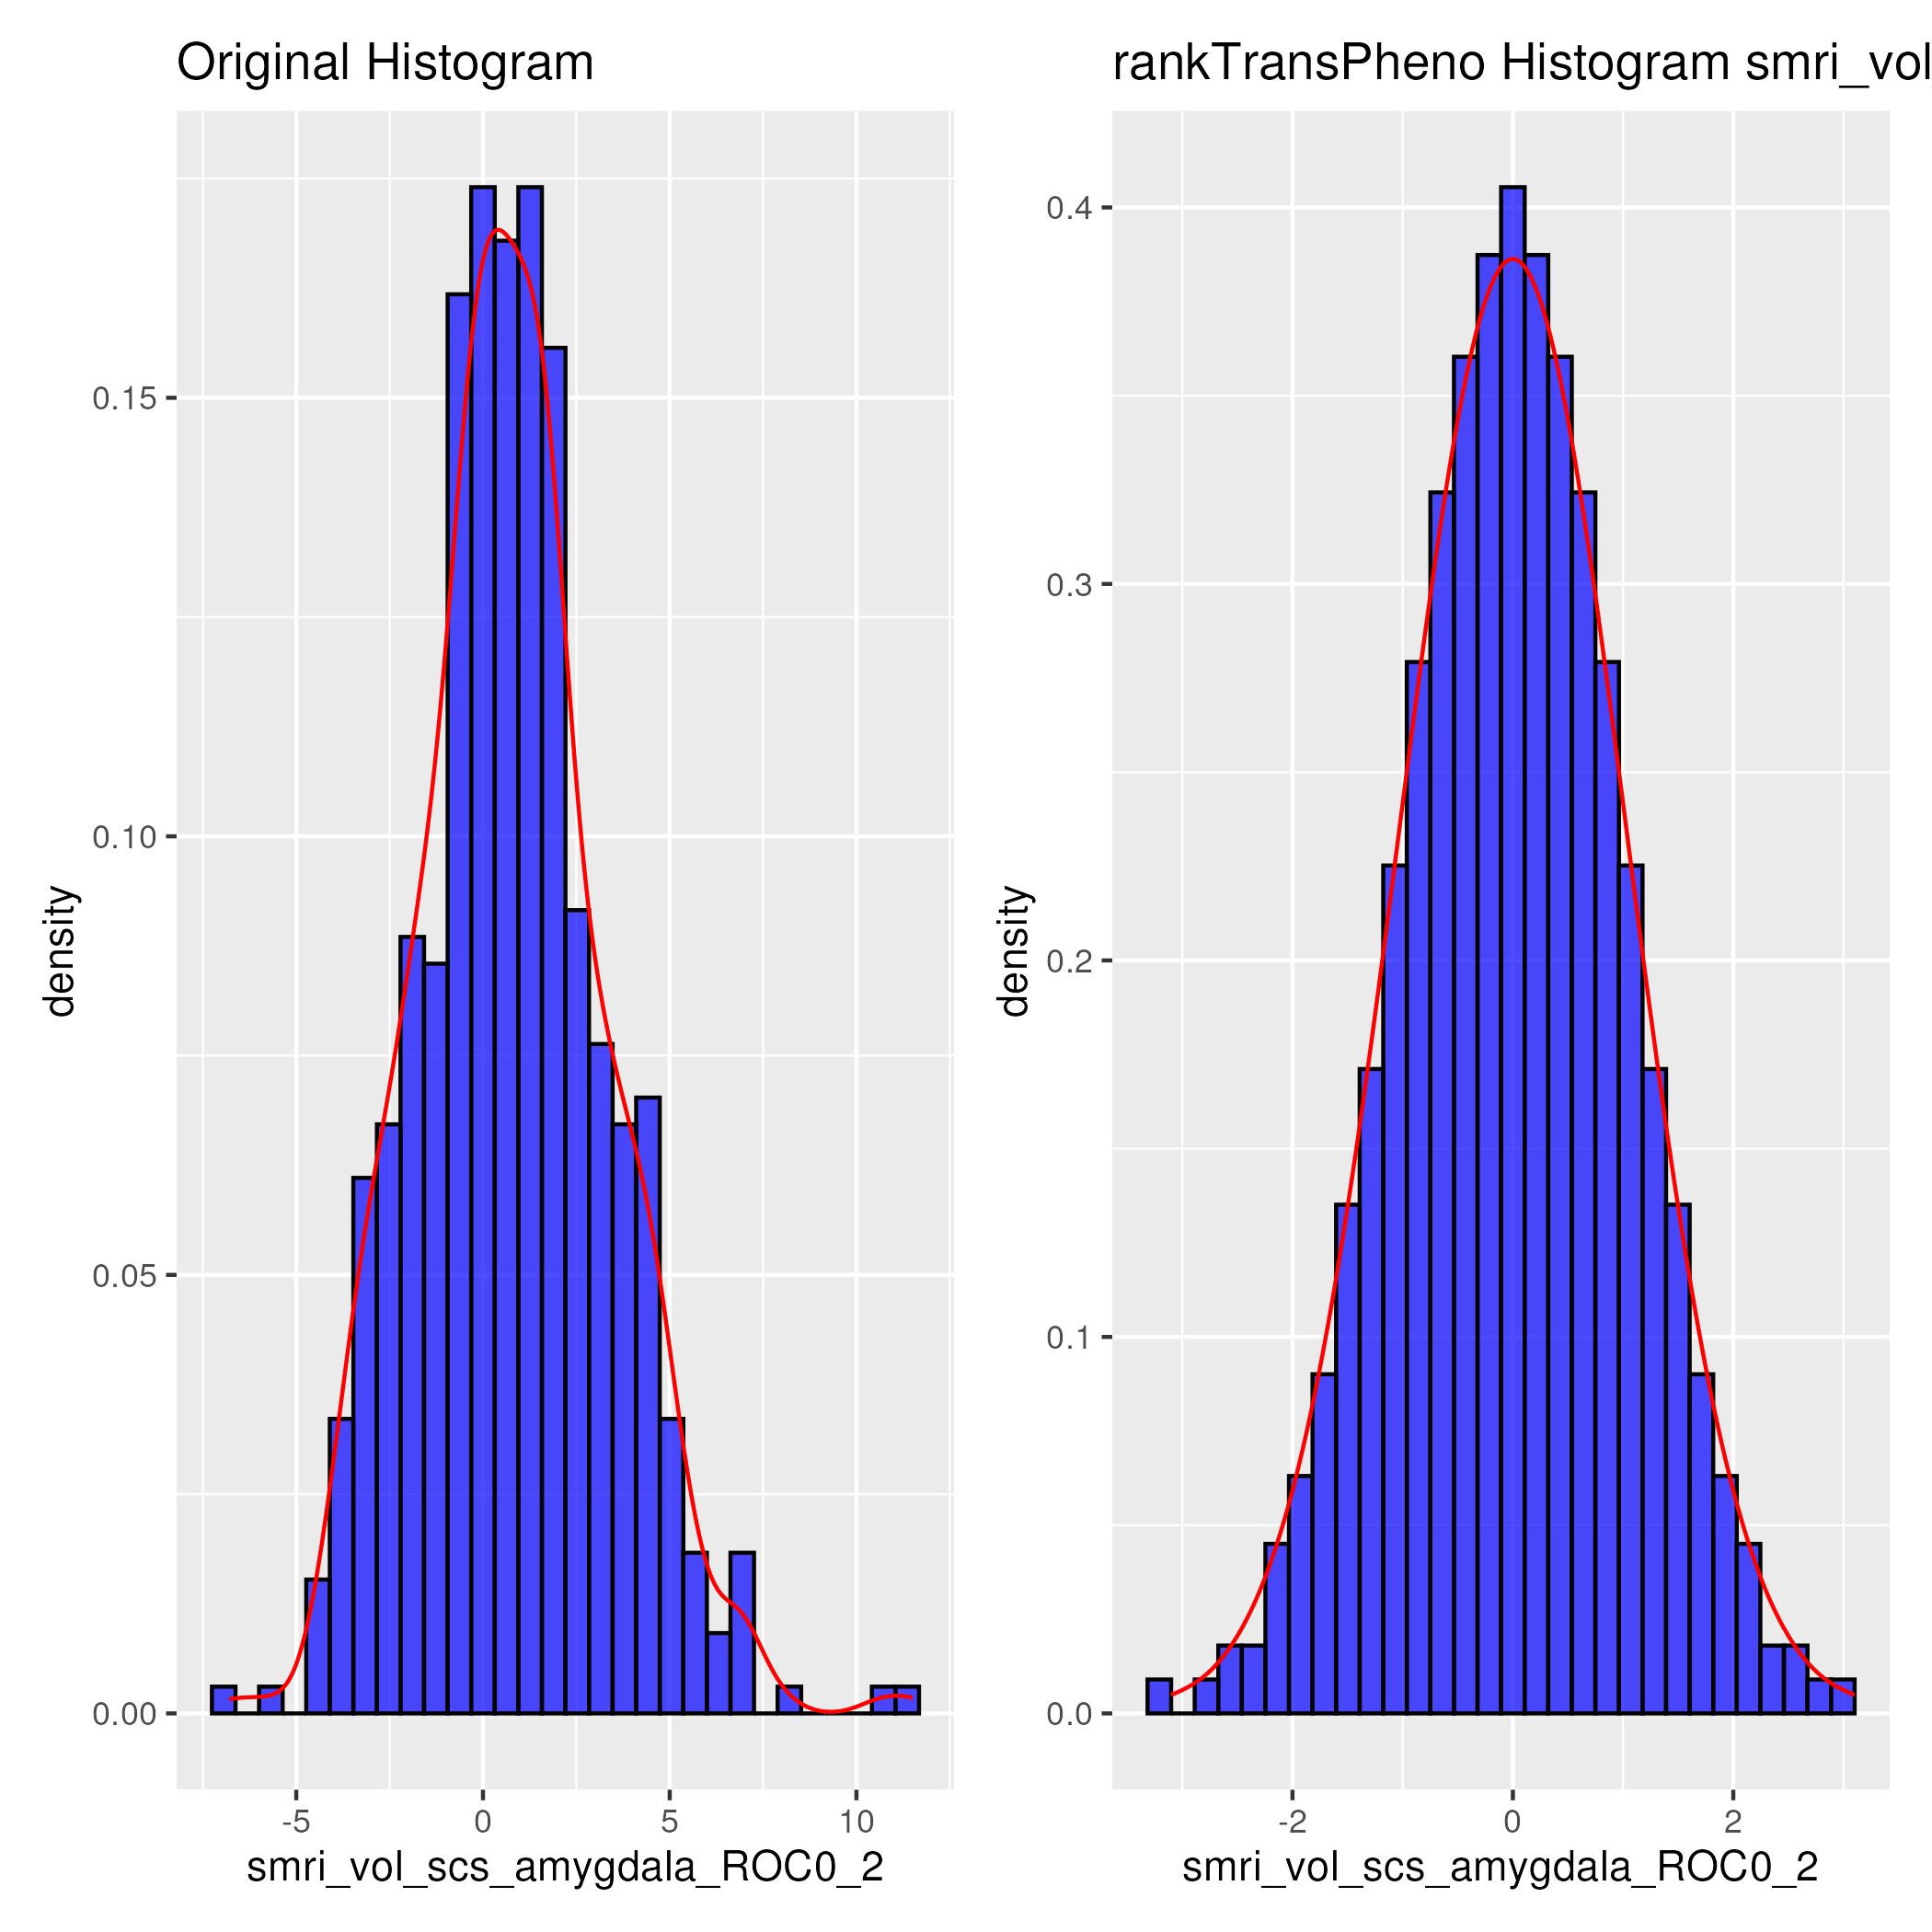 Original Histogram
density
0.15
0.10
0.05
0.00
-5 0 5 10
smri_vol_scs_amygdala_ROC0_2
rankTransPheno Histogram smri_vol_
density
0.4
0.3
0.2
0.1
0.0
-2 0 2
smri_vol_scs_amygdala_ROC0_2